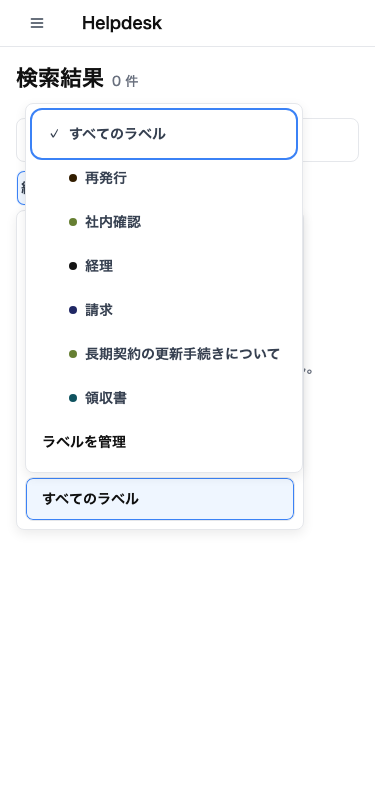 Helpdesk
検索結果 0 件
すべてのラベル
再発行
社内確認
経理
請求
長期契約の更新手続きについて
領収書
ラベルを管理
すべてのラベル